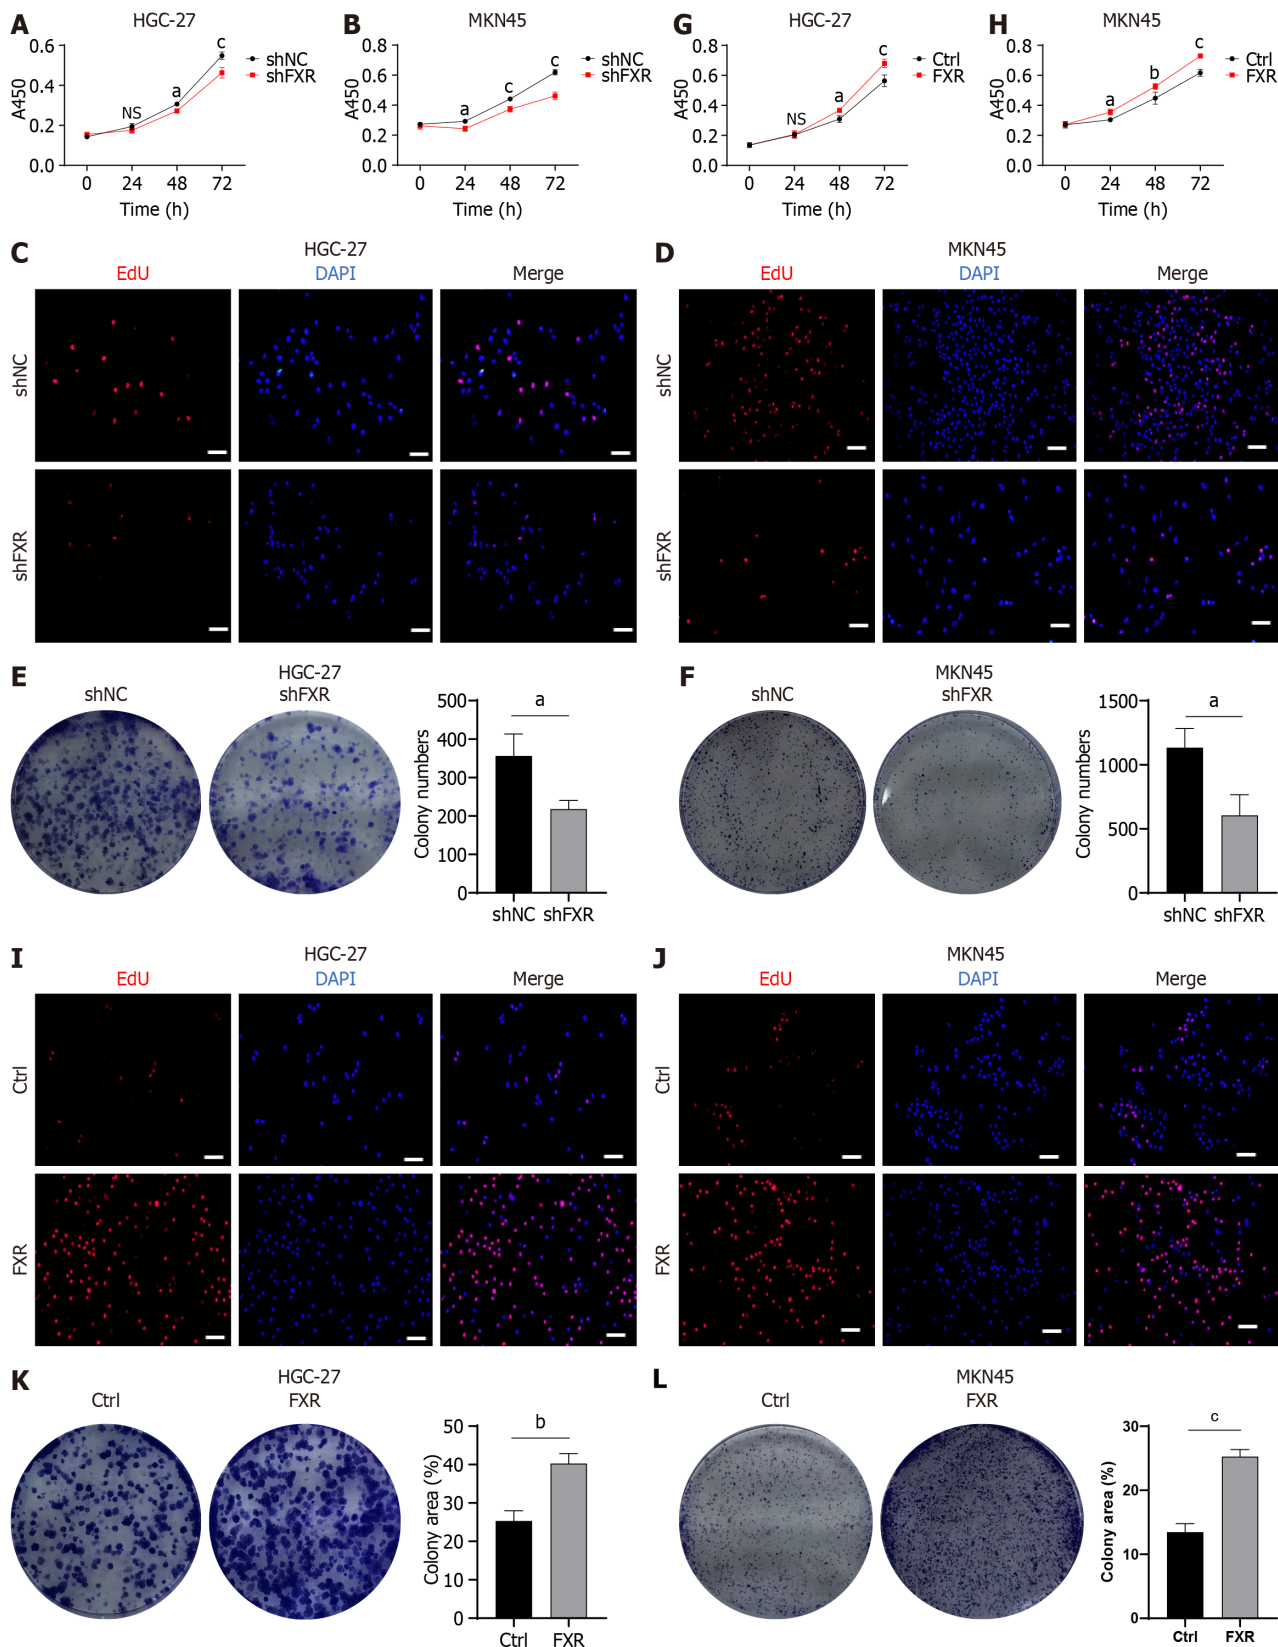 A
HGC-27
0.6
0.4
0.2
0.0
A450
NS
a
c
shNC
shFXR
0 24 48 72
Time (h)
B
MKN45
0.8
0.6
0.4
0.2
0.0
A450
a
c
c
shNC
shFXR
0 24 48 72
Time (h)
G
HGC-27
0.8
0.6
0.4
0.2
0.0
A450
NS
a
c
Ctrl
FXR
0 24 48 72
Time (h)
H
MKN45
0.8
0.6
0.4
0.2
0.0
A450
a
b
c
Ctrl
FXR
0 24 48 72
Time (h)
C
HGC-27
EdU DAPI Merge
shNC
shFXR
D
MKN45
EdU DAPI Merge
shNC
shFXR
E
HGC-27
shNC shFXR
500
400
300
200
100
0
Colony numbers
a
shNC shFXR
F
MKN45
shNC shFXR
1500
1000
500
0
Colony numbers
a
shNC shFXR
I
HGC-27
EdU DAPI Merge
Ctrl
FXR
J
MKN45
EdU DAPI Merge
Ctrl
FXR
K
HGC-27
Ctrl FXR
50
40
30
20
10
0
Colony area (%)
b
Ctrl FXR
L
MKN45
Ctrl FXR
30
20
10
0
Colony area (%)
c
Ctrl FXR